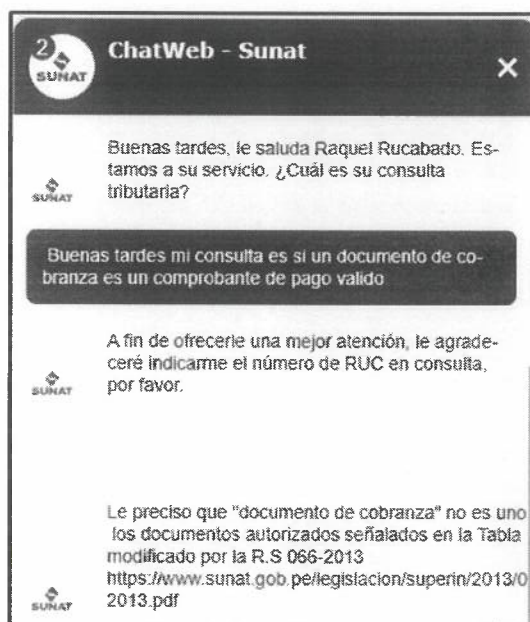 2
SUNAT
ChatWeb - Sunat
×
Buenas tardes, le saluda Raquel Rucabado. Es-
tamos a su servicio. ¿Cuál es su consulta
tributaria?
SUNAT
Buenas tardes mi consulta es si un documento de co-
branza es un comprobante de pago valido
A fin de ofrecerle una mejor atención, le agrade-
ceré indicarme el número de RUC en consulta,
por favor.
SUNAT
Le preciso que "documento de cobranza" no es uno
los documentos autorizados señalados en la Tabla
modificado por la R.S 066-2013
https://www.sunat.gob.pe/legislacion/superin/2013/0
2013.pdf
SUNAT